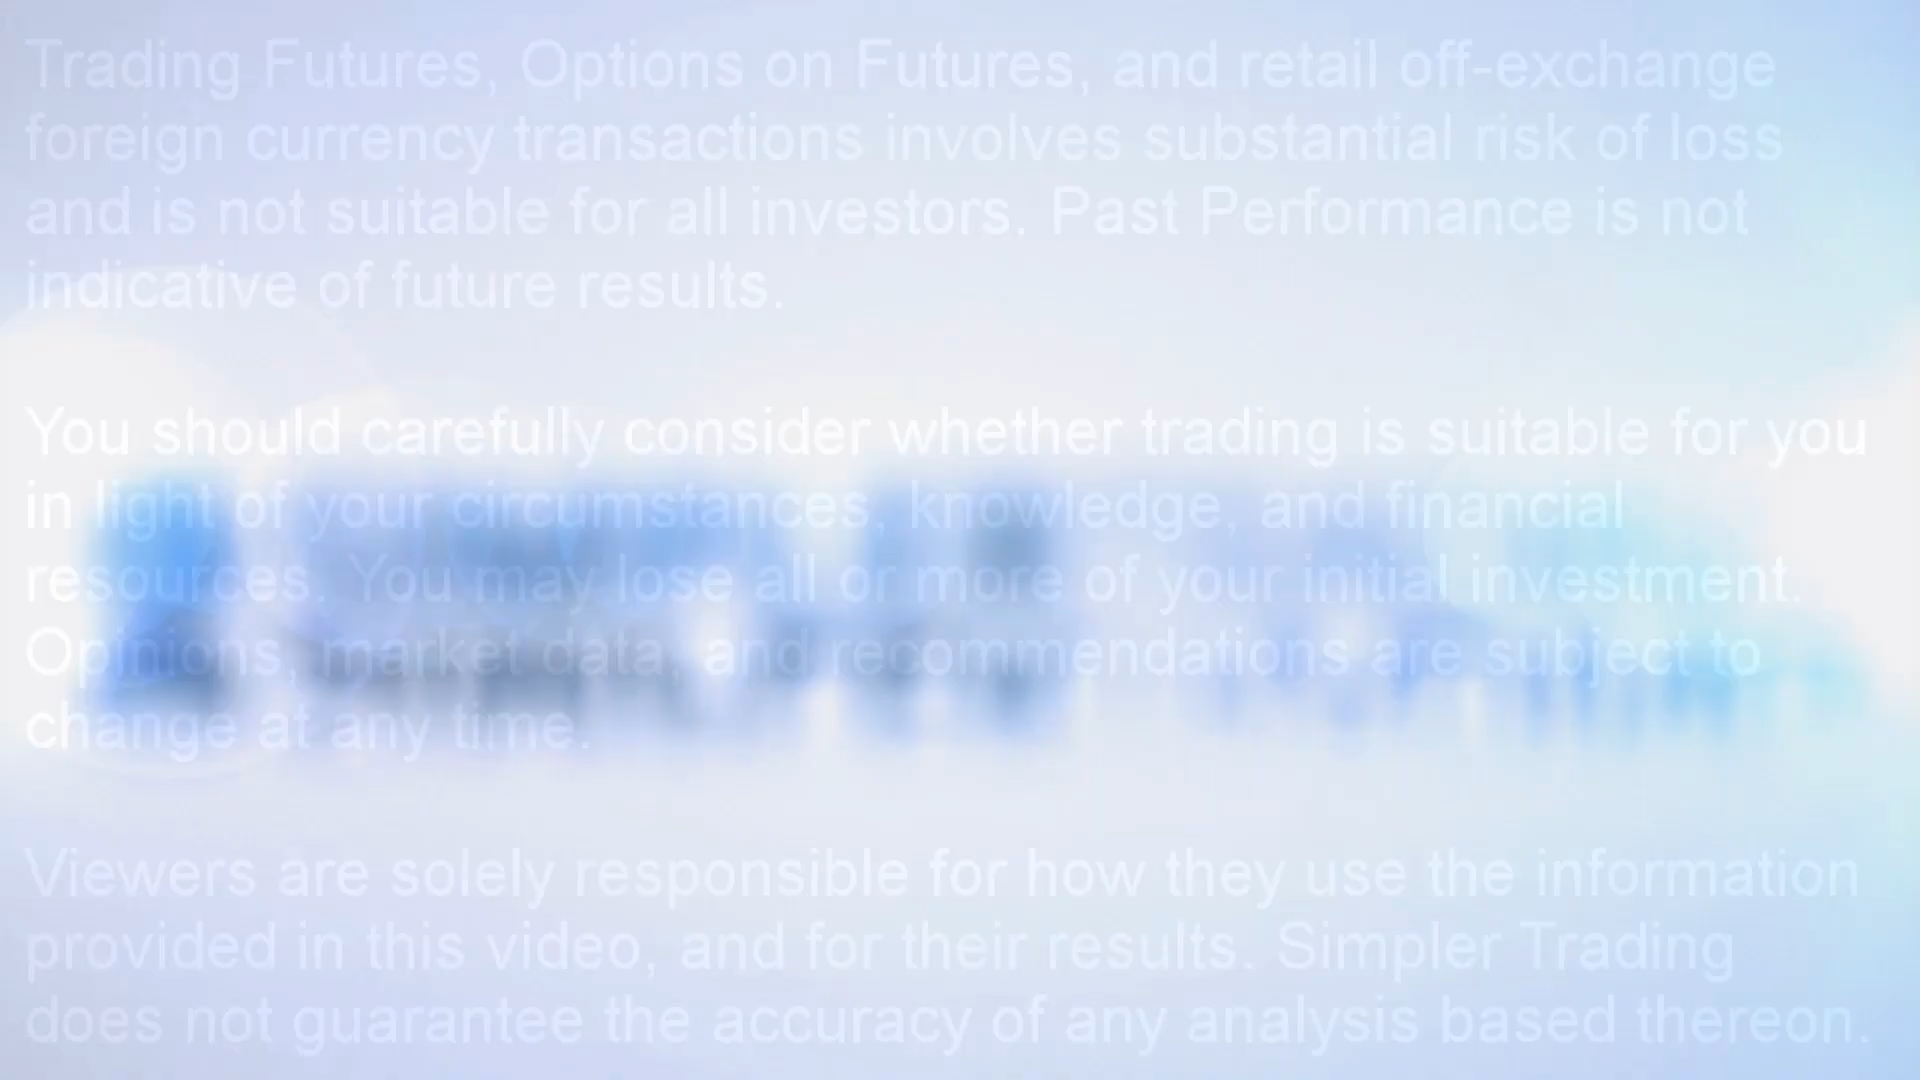 Trading Futures, Options on Futures, and retail off-exchange
foreign currency transactions involves substantial risk of loss
and is not suitable for all investors. Past Performance is not
indicative of future results.
You should carefully consider whether trading is suitable for you
in light of your circumstances, knowledge, and financial
resources. You may lose all or more of your initial investment.
Opinions, market data, and recommendations are subject to
change at any time.
Viewers are solely responsible for how they use the information
provided in this video, and for their results. Simpler Trading
does not guarantee the accuracy of any analysis based thereon.